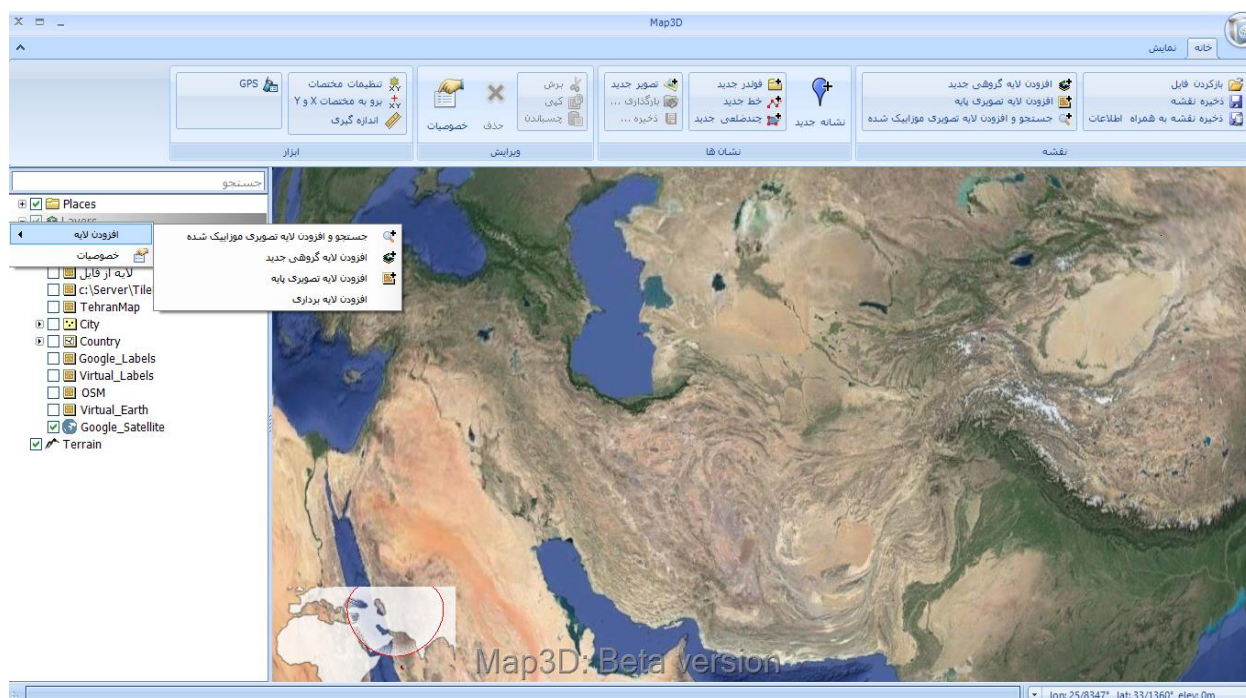 Map3D
خانه
نمایش
بازکردن فایل
ذخیره نقشه
ذخیره نقشه به همراه اطلاعات
افزودن لایه گروهی جدید
افزودن لایه تصویری پایه
جستجو و افزودن لایه تصویری موزاییک شده
نقشه
نشانه جدید
فولدر جدید
خط جدید
چندضلعی جدید
تصویر جدید
بارگذاری ...
ذخیره ...
نشان ها
برش
کپی
چسباندن
حذف
خصوصیات
ویرایش
تنظیمات مختصات
برو به مختصات X و Y
اندازه گیری
GPS
ابزار
جستجو
Places
Layers
افزودن لایه
خصوصیات
جستجو و افزودن لایه تصویری موزاییک شده
افزودن لایه گروهی جدید
افزودن لایه تصویری پایه
افزودن لایه برداری
لایه از فایل
c:\Server\Tile
TehranMap
City
Country
Google_Labels
Virtual_Labels
OSM
Virtual_Earth
Google_Satellite
Terrain
Map3D: Beta version
lon: 25/8347° lat: 33/1360° elev: 0m